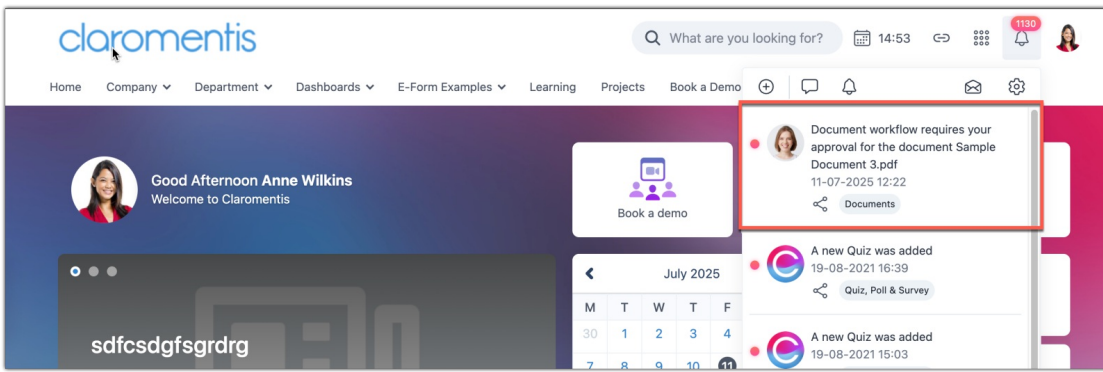 claromentis
What are you looking for?
14:53
1130
Home
Company
Department
Dashboards
E-Form Examples
Learning
Projects
Book a Demo
Good Afternoon Anne Wilkins
Welcome to Claromentis
Book a demo
sdfcsdgfsgrdrg
July 2025
M T W T F
30 1 2 3 4
7 8 9 10 11
Document workflow requires your
approval for the document Sample
Document 3.pdf
11-07-2025 12:22
Documents
A new Quiz was added
19-08-2021 16:39
Quiz, Poll & Survey
A new Quiz was added
19-08-2021 15:03